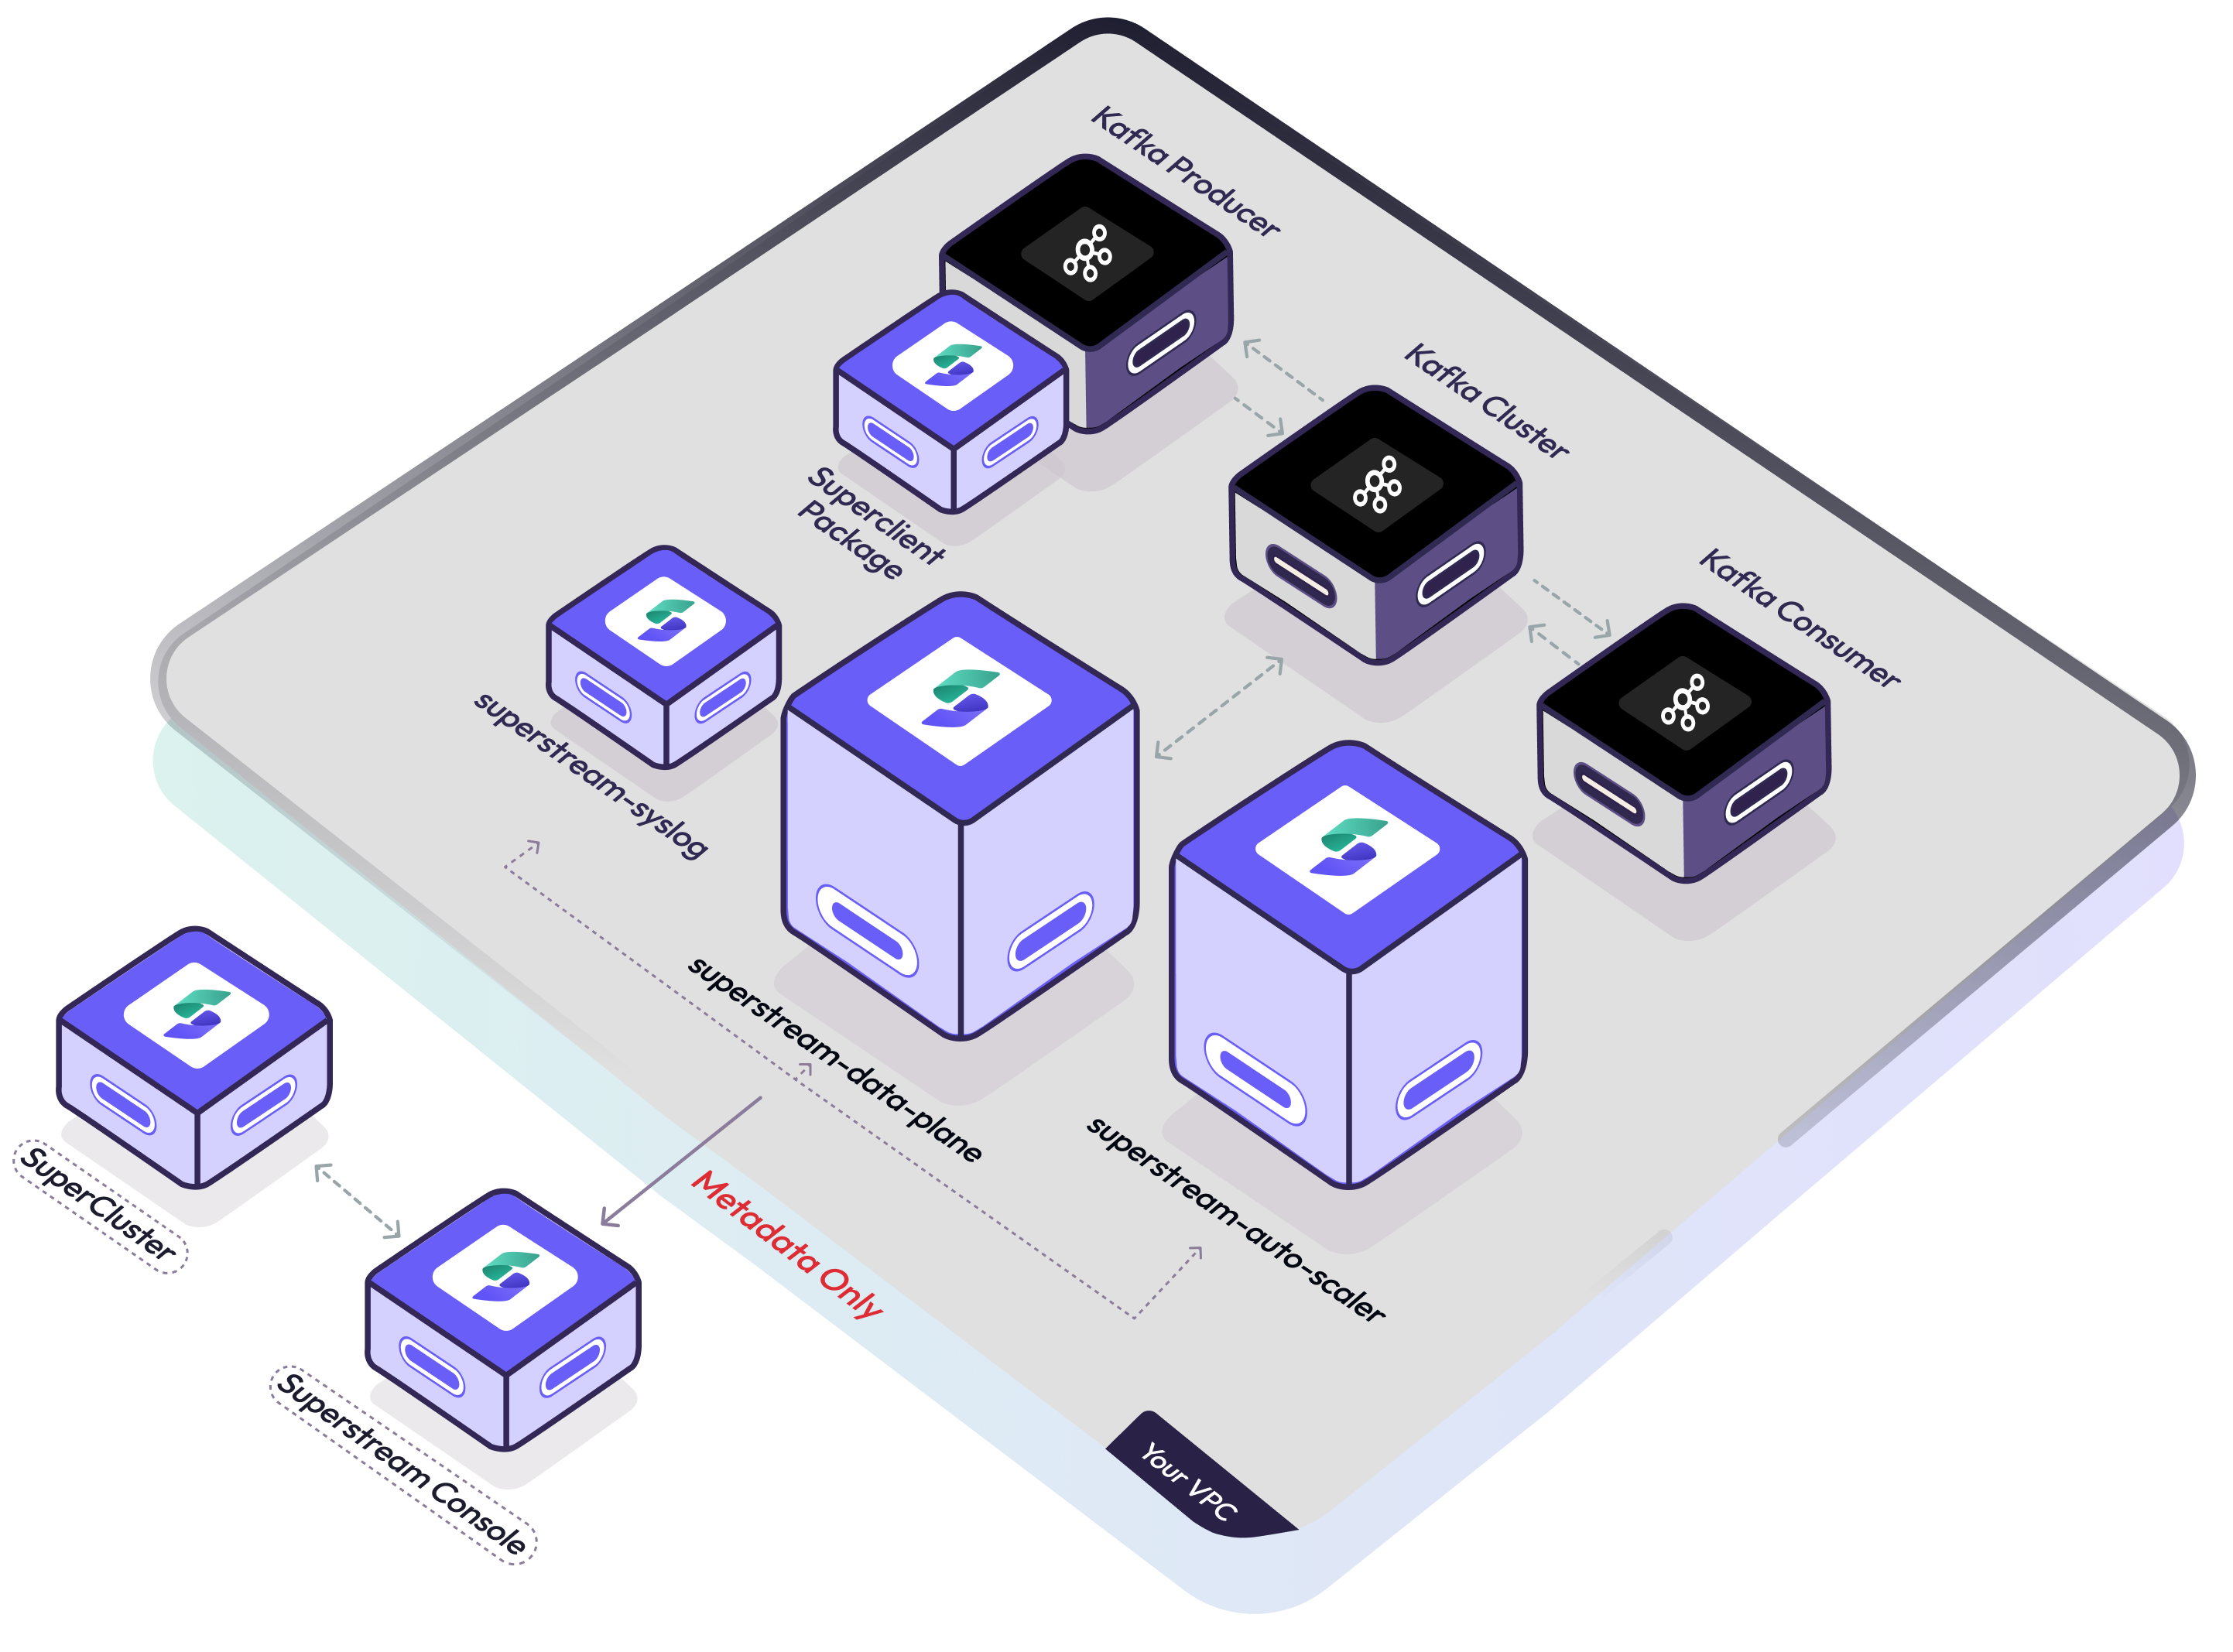 Kafka Producer
Kafka Cluster
Kafka Consumer
Superclient
Package
superstream-syslog
superstream-data-plane
superstream-auto-scaler
SuperCluster
Metadata Only
Superstream Console
Your VPC